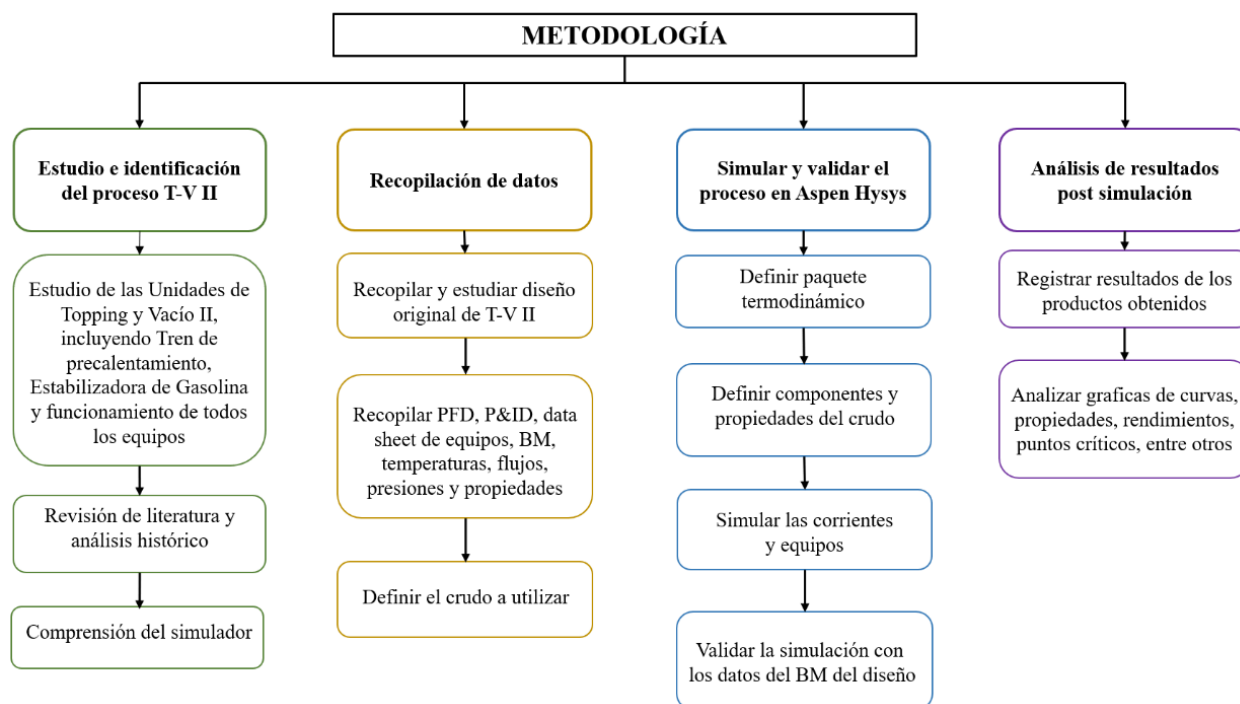 METODOLOGÍA
Estudio e identificación
del proceso T-V II
Estudio de las Unidades de
Topping y Vacío II,
incluyendo Tren de
precalentamiento,
Estabilizadora de Gasolina
y funcionamiento de todos
los equipos
Revisión de literatura y
análisis histórico
Comprensión del simulador
Recopilación de datos
Recopilar y estudiar diseño
original de T-V II
Recopilar PFD, P&ID, data
sheet de equipos, BM,
temperaturas, flujos,
presiones y propiedades
Definir el crudo a utilizar
Simular y validar el
proceso en Aspen Hysys
Definir paquete
termodinámico
Definir componentes y
propiedades del crudo
Simular las corrientes
y equipos
Validar la simulación con
los datos del BM del diseño
Análisis de resultados
post simulación
Registrar resultados de los
productos obtenidos
Analizar graficas de curvas,
propiedades, rendimientos,
puntos críticos, entre otros